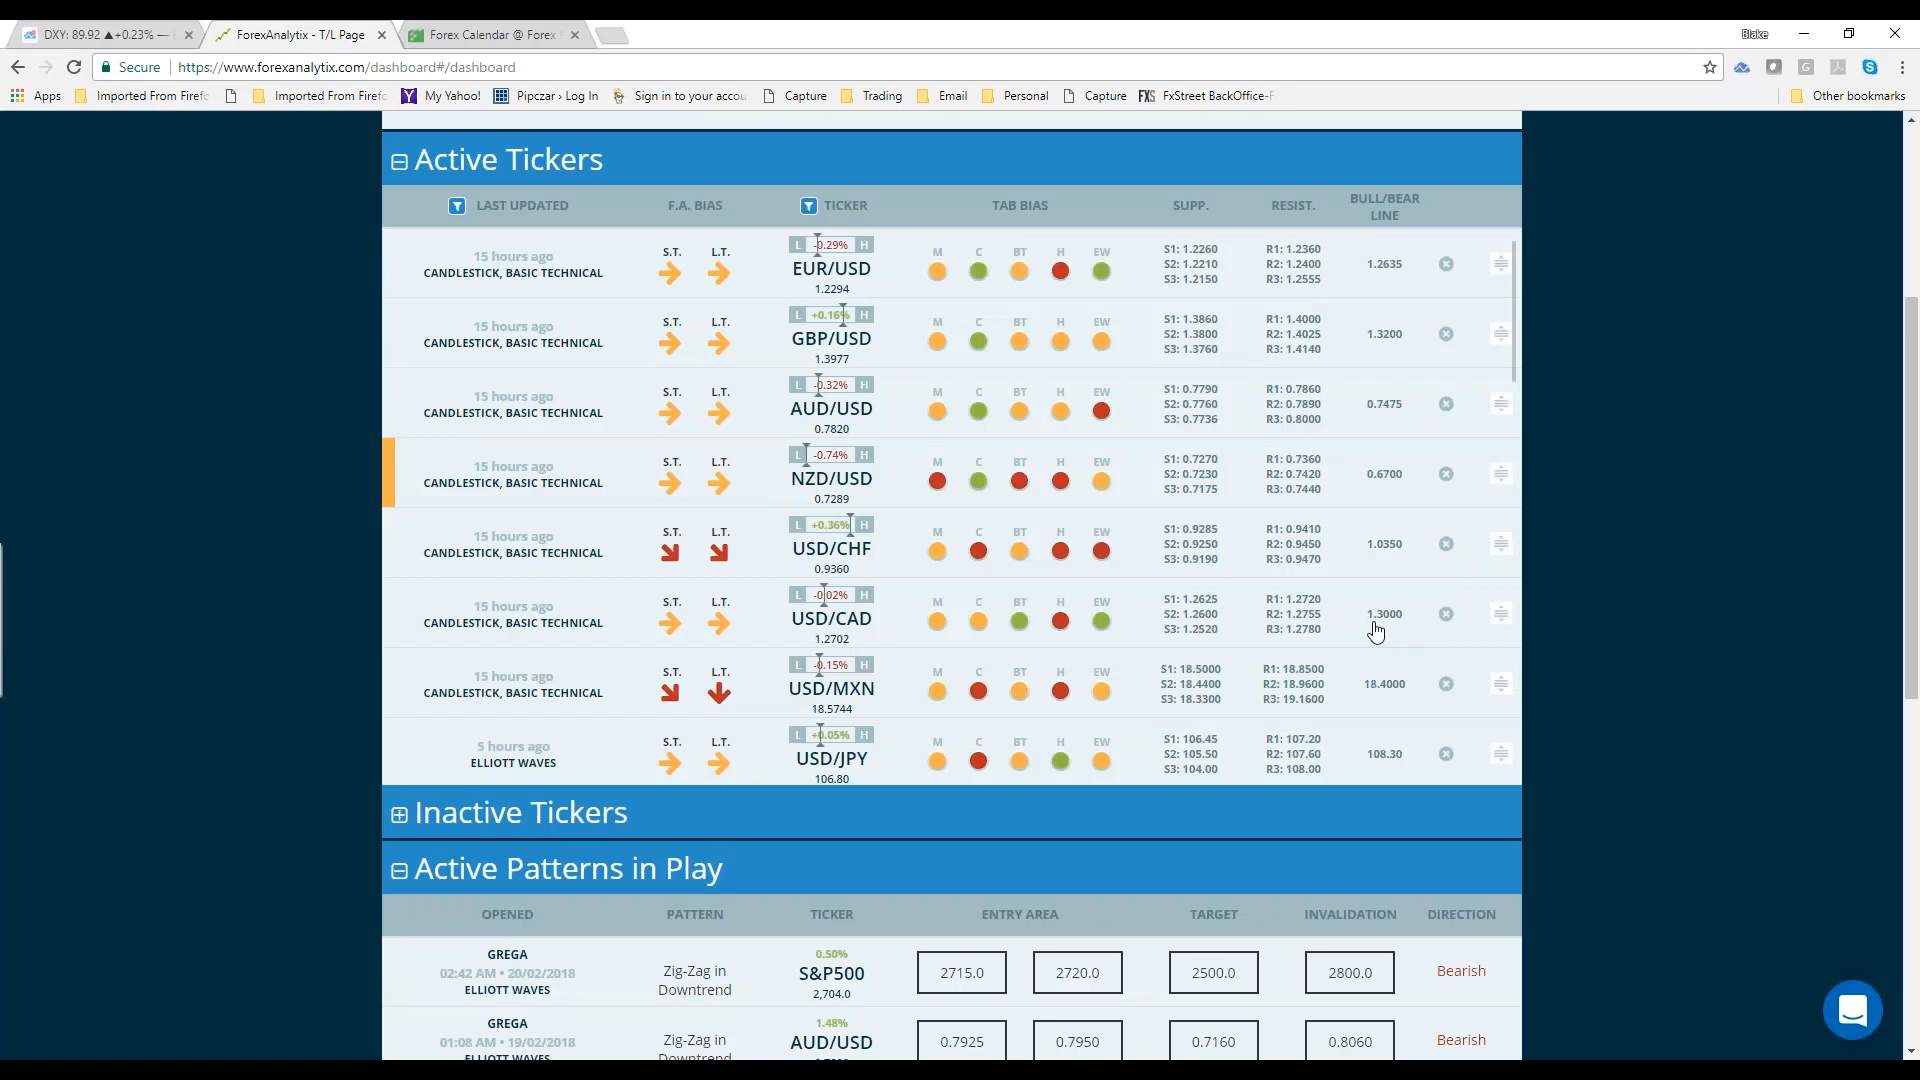 DXY: 89.92 ▲+0.23% —
ForexAnalytix - T/L Page
Forex Calendar @ Forex
Blake
Secure
https://www.forexanalytix.com/dashboard#/dashboard
Apps
Imported From Firefo
Imported From Firefo
My Yahoo!
Pipczar › Log In
Sign in to your accou
Capture
Trading
Email
Personal
Capture
FXS FxStreet BackOffice-F
Other bookmarks
Active Tickers
LAST UPDATED F.A. BIAS TICKER TAB BIAS SUPP. RESIST. BULL/BEAR
LINE
L -0.29% H
15 hours ago S.T. L.T. EUR/USD M C BT H EW S1: 1.2260 R1: 1.2360
CANDLESTICK, BASIC TECHNICAL S2: 1.2210 R2: 1.2400 1.2635
1.2294 S3: 1.2150 R3: 1.2555
L +0.16% H
15 hours ago S.T. L.T. GBP/USD M C BT H EW S1: 1.3860 R1: 1.4000
CANDLESTICK, BASIC TECHNICAL S2: 1.3800 R2: 1.4025 1.3200
1.3977 S3: 1.3760 R3: 1.4140
L -0.32% H
15 hours ago S.T. L.T. AUD/USD M C BT H EW S1: 0.7790 R1: 0.7860
CANDLESTICK, BASIC TECHNICAL S2: 0.7760 R2: 0.7890 0.7475
0.7820 S3: 0.7736 R3: 0.8000
L -0.74% H
15 hours ago S.T. L.T. NZD/USD M C BT H EW S1: 0.7270 R1: 0.7360
CANDLESTICK, BASIC TECHNICAL S2: 0.7230 R2: 0.7420 0.6700
0.7289 S3: 0.7175 R3: 0.7440
L +0.36% H
15 hours ago S.T. L.T. USD/CHF M C BT H EW S1: 0.9285 R1: 0.9410
CANDLESTICK, BASIC TECHNICAL S2: 0.9250 R2: 0.9450 1.0350
0.9360 S3: 0.9190 R3: 0.9470
L -0.02% H
15 hours ago S.T. L.T. USD/CAD M C BT H EW S1: 1.2625 R1: 1.2720
CANDLESTICK, BASIC TECHNICAL S2: 1.2600 R2: 1.2755 1.3000
1.2702 S3: 1.2520 R3: 1.2780
L -0.15% H
15 hours ago S.T. L.T. USD/MXN M C BT H EW S1: 18.5000 R1: 18.8500
CANDLESTICK, BASIC TECHNICAL S2: 18.4400 R2: 18.9600 18.4000
18.5744 S3: 18.3300 R3: 19.1600
L +0.05% H
5 hours ago S.T. L.T. USD/JPY M C BT H EW S1: 106.45 R1: 107.20
ELLIOTT WAVES S2: 105.50 R2: 107.60 108.30
106.80 S3: 104.00 R3: 108.00
Inactive Tickers
Active Patterns in Play
OPENED PATTERN TICKER ENTRY AREA TARGET INVALIDATION DIRECTION
GREGA 0.50%
02:42 AM • 20/02/2018 Zig-Zag in S&P500 2715.0 2720.0 2500.0 2800.0 Bearish
ELLIOTT WAVES Downtrend 2,704.0
GREGA 1.48%
01:08 AM • 19/02/2018 Zig-Zag in AUD/USD 0.7925 0.7950 0.7160 0.8060 Bearish
ELLIOTT WAVES Downtrend